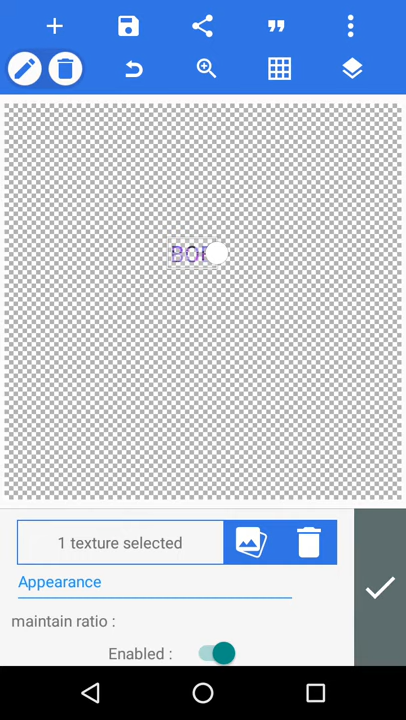 1 texture selected
Appearance
maintain ratio :
Enabled :